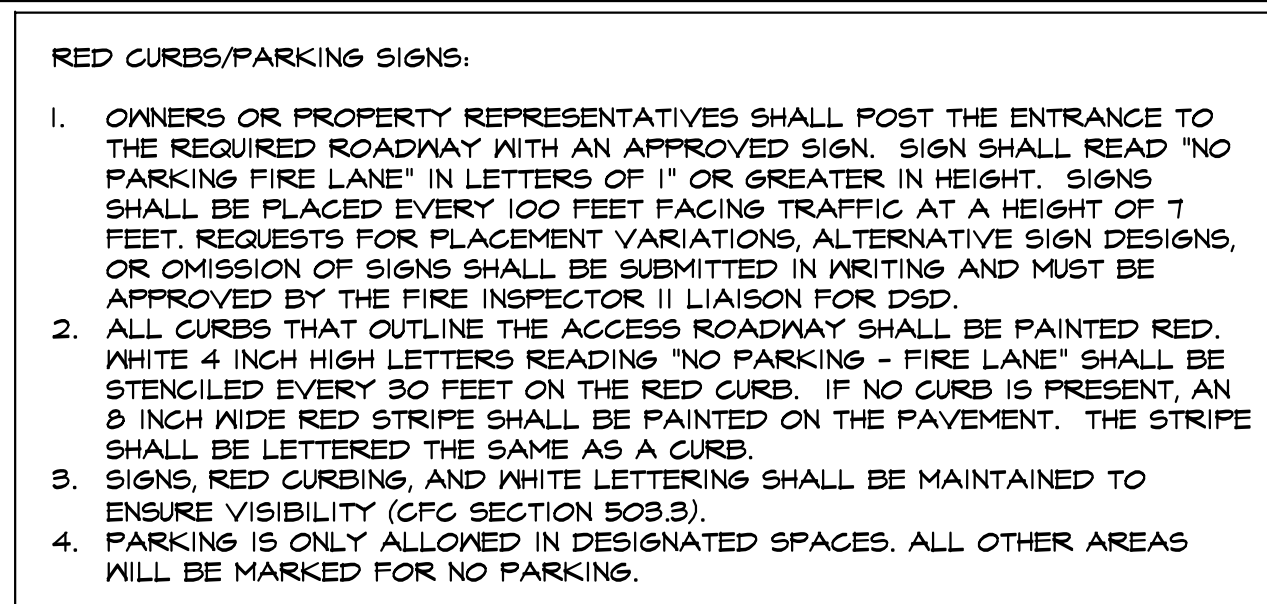 RED CURBS/PARKING SIGNS:
1. OWNERS OR PROPERTY REPRESENTATIVES SHALL POST THE ENTRANCE TO
THE REQUIRED ROADWAY WITH AN APPROVED SIGN. SIGN SHALL READ "NO
PARKING FIRE LANE" IN LETTERS OF 1" OR GREATER IN HEIGHT. SIGNS
SHALL BE PLACED EVERY 100 FEET FACING TRAFFIC AT A HEIGHT OF 7
FEET. REQUESTS FOR PLACEMENT VARIATIONS, ALTERNATIVE SIGN DESIGNS,
OR OMISSION OF SIGNS SHALL BE SUBMITTED IN WRITING AND MUST BE
APPROVED BY THE FIRE INSPECTOR II LIAISON FOR DSD.
2. ALL CURBS THAT OUTLINE THE ACCESS ROADWAY SHALL BE PAINTED RED.
WHITE 4 INCH HIGH LETTERS READING "NO PARKING - FIRE LANE" SHALL BE
STENCILED EVERY 30 FEET ON THE RED CURB. IF NO CURB IS PRESENT, AN
8 INCH WIDE RED STRIPE SHALL BE PAINTED ON THE PAVEMENT. THE STRIPE
SHALL BE LETTERED THE SAME AS A CURB.
3. SIGNS, RED CURBING, AND WHITE LETTERING SHALL BE MAINTAINED TO
ENSURE VISIBILITY (CFC SECTION 503.3).
4. PARKING IS ONLY ALLOWED IN DESIGNATED SPACES. ALL OTHER AREAS
WILL BE MARKED FOR NO PARKING.